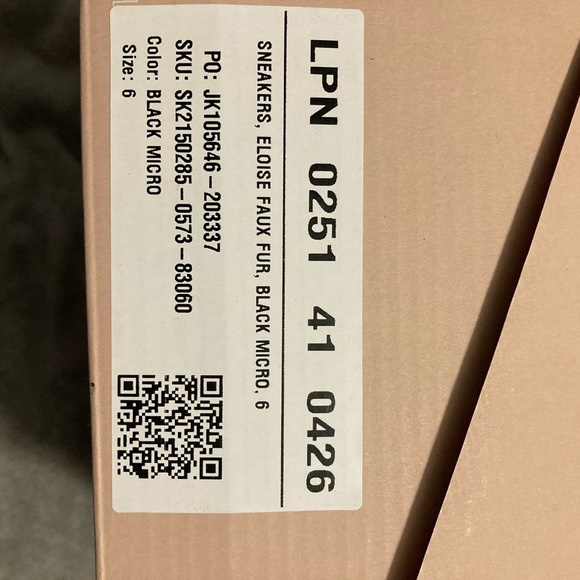 LPN 0251 41 0426
SNEAKERS, ELOISE FAUX FUR, BLACK MICRO, 6
PO: JK105646-203337
SKU: SK2150285-0573-83060
Color: BLACK MICRO
Size: 6